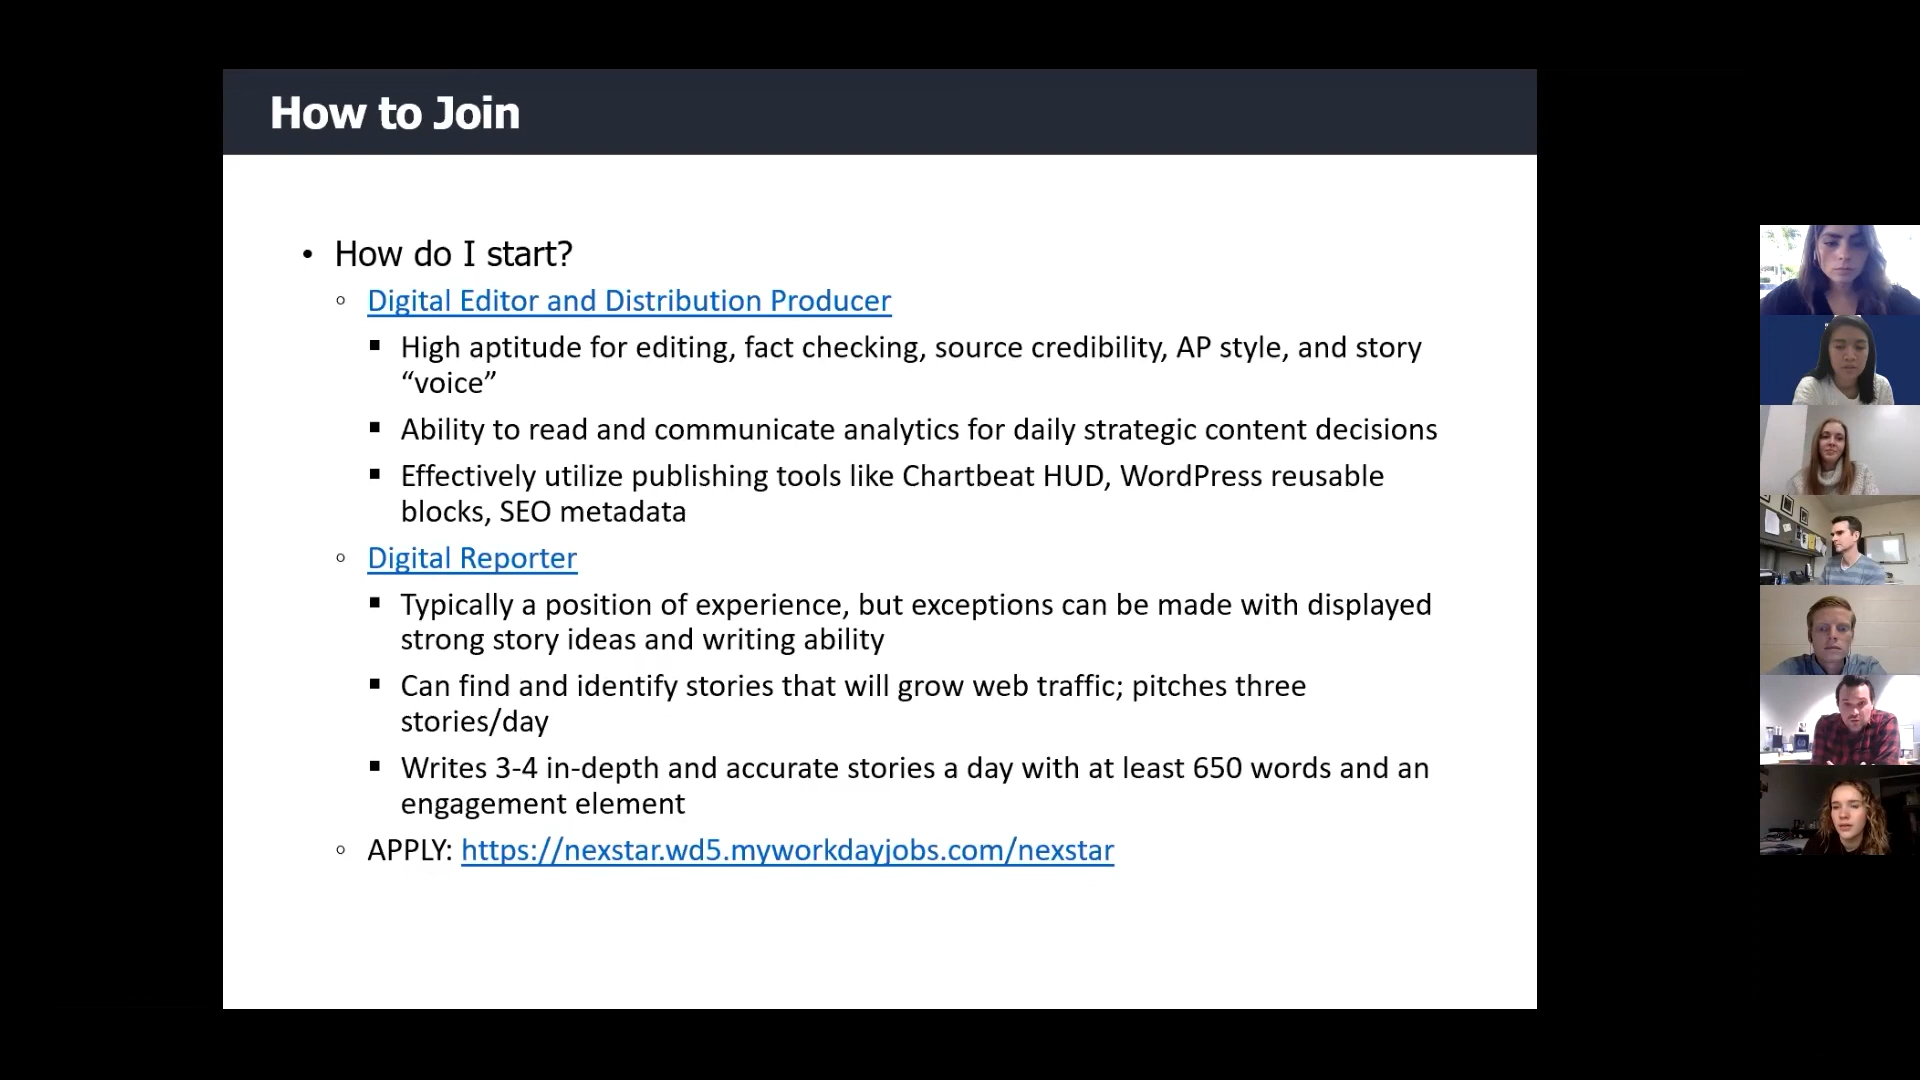 How to Join
• How do I start?
◦ Digital Editor and Distribution Producer
▪ High aptitude for editing, fact checking, source credibility, AP style, and story
“voice”
▪ Ability to read and communicate analytics for daily strategic content decisions
▪ Effectively utilize publishing tools like Chartbeat HUD, WordPress reusable
blocks, SEO metadata
◦ Digital Reporter
▪ Typically a position of experience, but exceptions can be made with displayed
strong story ideas and writing ability
▪ Can find and identify stories that will grow web traffic; pitches three
stories/day
▪ Writes 3-4 in-depth and accurate stories a day with at least 650 words and an
engagement element
◦ APPLY: https://nexstar.wd5.myworkdayjobs.com/nexstar